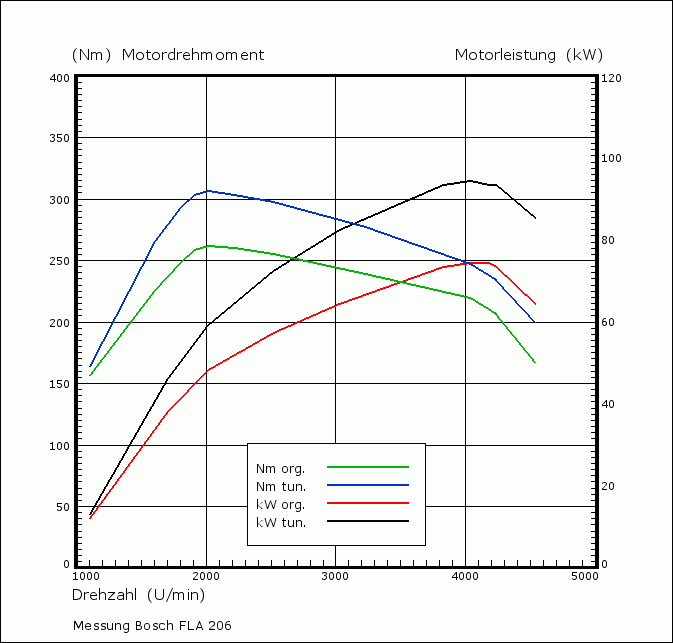 (Nm) Motordrehmoment
Motorleistung (kW)
400
350
300
250
200
150
100
50
0
120
100
80
60
40
20
0
Nm org.
Nm tun.
kW org.
kW tun.
1000 2000 3000 4000 5000
Drehzahl (U/min)
Messung Bosch FLA 206